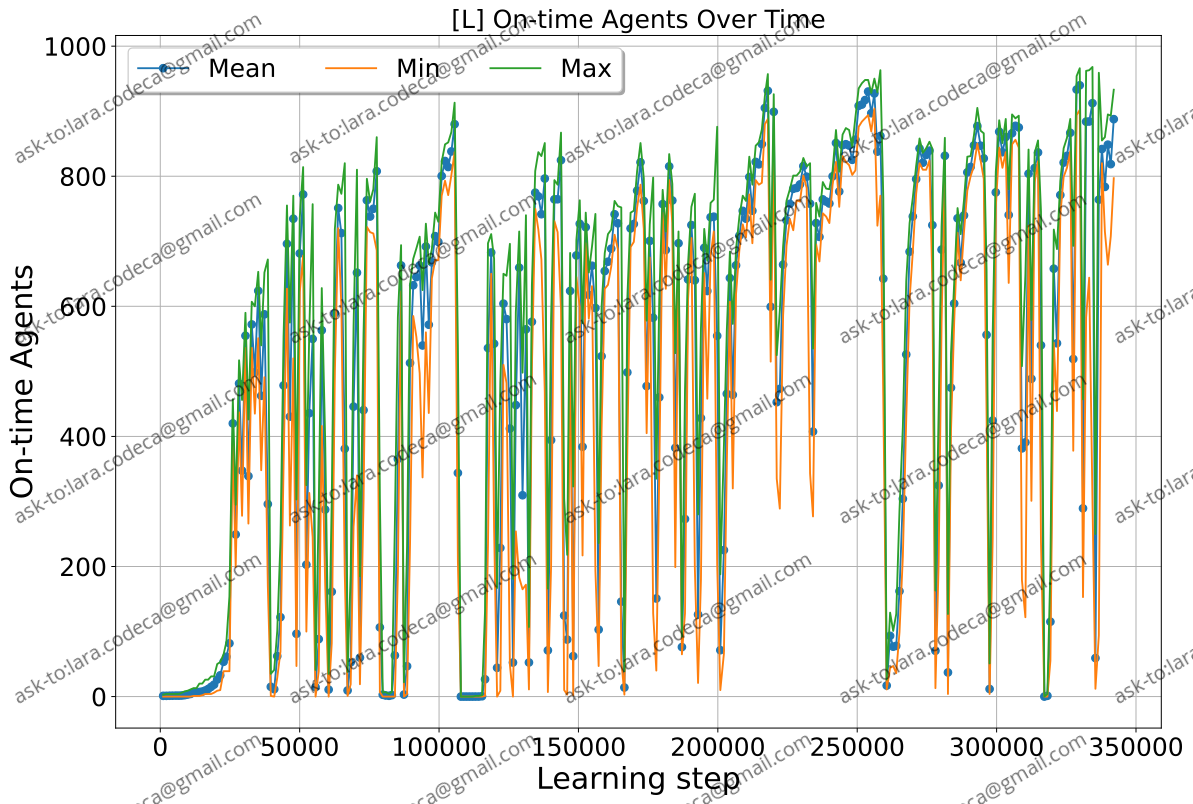 [L] On-time Agents Over Time
Mean Min Max
1000
800
600
400
200
0
On-time Agents
0 50000 100000 150000 200000 250000 300000 350000
Learning step
ask-to:lara.codeca@gmail.com